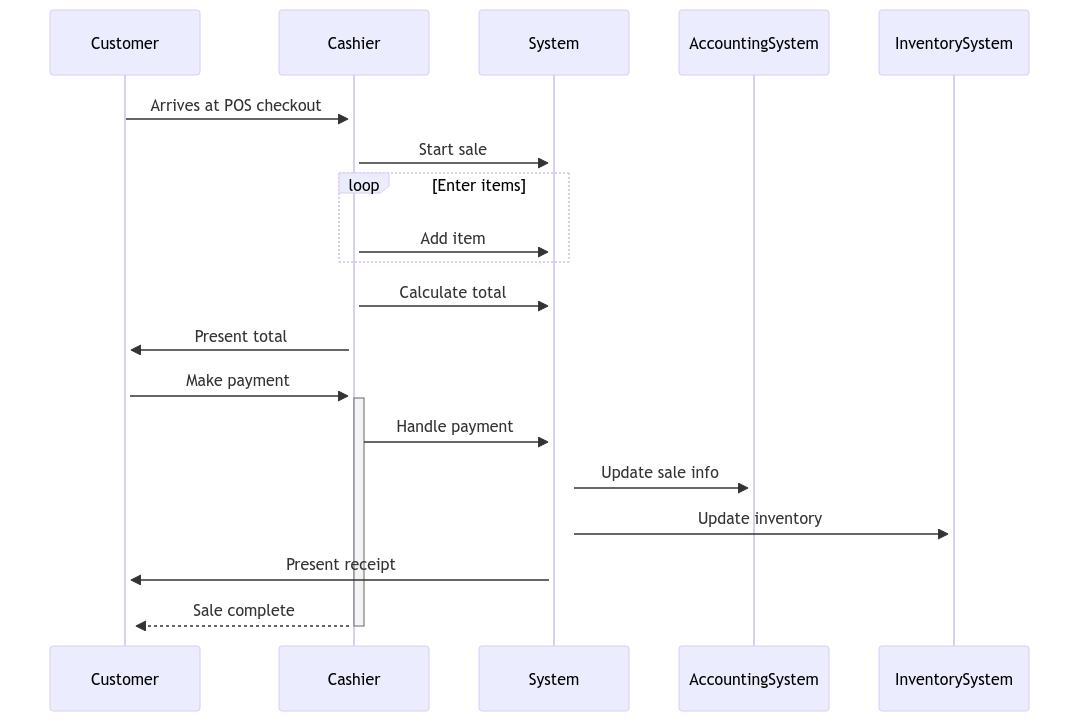 Customer
Cashier
System
AccountingSystem
InventorySystem
Arrives at POS checkout
Start sale
loop
[Enter items]
Add item
Calculate total
Present total
Make payment
Handle payment
Update sale info
Update inventory
Present receipt
Sale complete
Customer
Cashier
System
AccountingSystem
InventorySystem